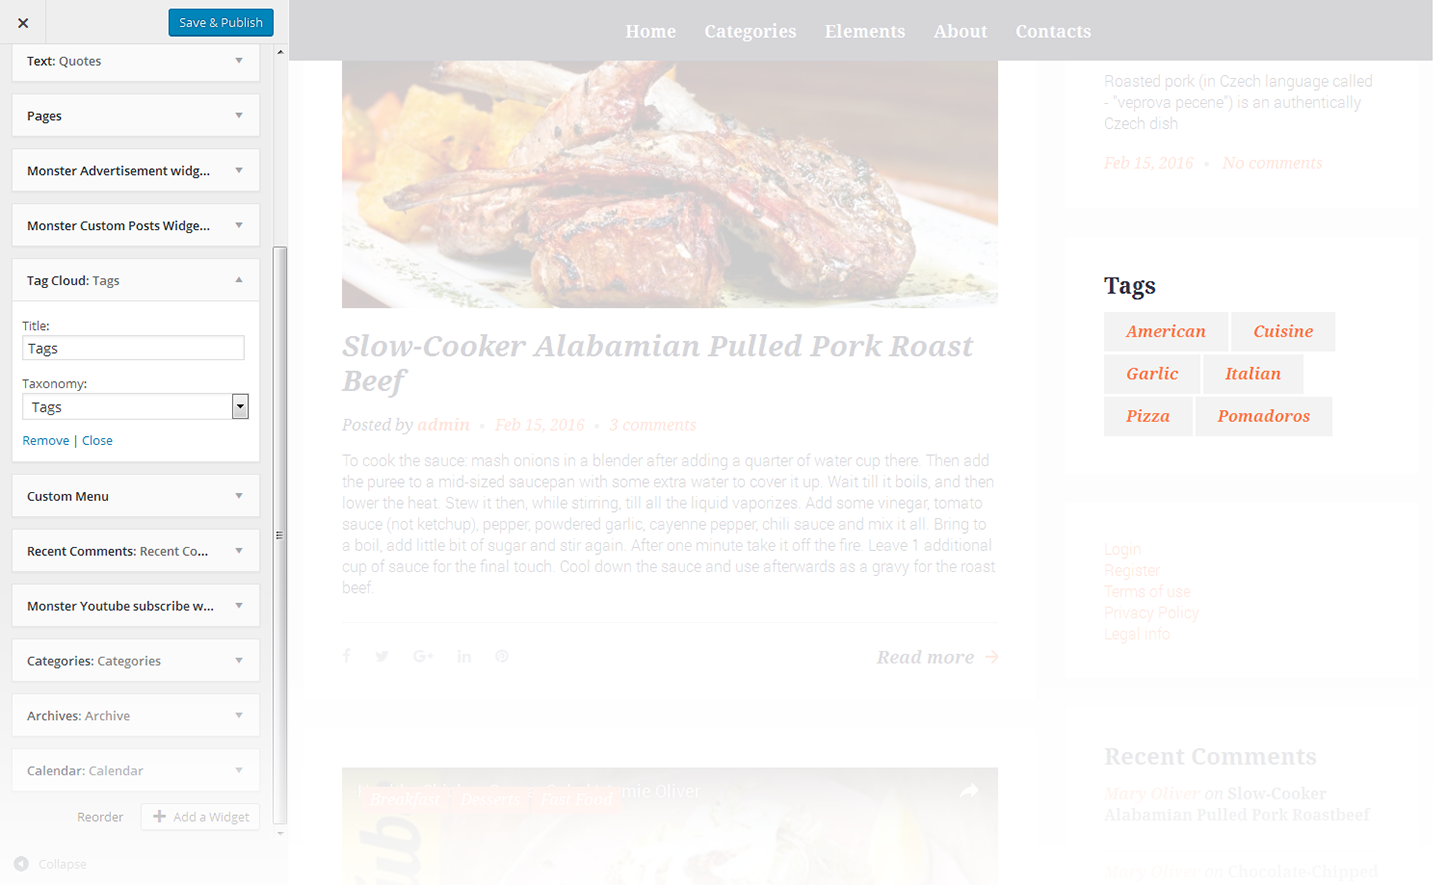 Save & Publish
Text: Quotes
Pages
Monster Advertisement widg...
Monster Custom Posts Widge...
Tag Cloud: Tags
Title:
Tags
Taxonomy:
Tags
Remove | Close
Custom Menu
Recent Comments: Recent Co...
Monster Youtube subscribe w...
Categories: Categories
Archives: Archive
Calendar: Calendar
Reorder
Add a Widget
Collapse
Home Categories Elements About Contacts
Slow-Cooker Alabamian Pulled Pork Roast
Beef
Posted by admin • Feb 15, 2016 • 3 comments
To cook the sauce: mash onions in a blender after adding a quarter of water cup there. Then add
the puree to a mid-sized saucepan with some extra water to cover it up. Wait till it boils, and then
lower the heat. Stew it then, while stirring, till all the liquid vaporizes. Add some vinegar, tomato
sauce (not ketchup), pepper, powdered garlic, cayenne pepper, chili sauce and mix it all. Bring to
a boil, add little bit of sugar and stir again. After one minute take it off the fire. Leave 1 additional
cup of sauce for the final touch. Cool down the sauce and use afterwards as a gravy for the roast
beef.
Read more
Breakfast Desserts Fast Food
Jamie Oliver
Roasted pork (in Czech language called
- "veprova pecene") is an authentically
Czech dish
Feb 15, 2016 • No comments
Tags
American Cuisine
Garlic Italian
Pizza Pomadoros
Login
Register
Terms of use
Privacy Policy
Legal info
Recent Comments
Mary Oliver on Slow-Cooker
Alabamian Pulled Pork Roastbeef
Mary Oliver on Chocolate-Chipped